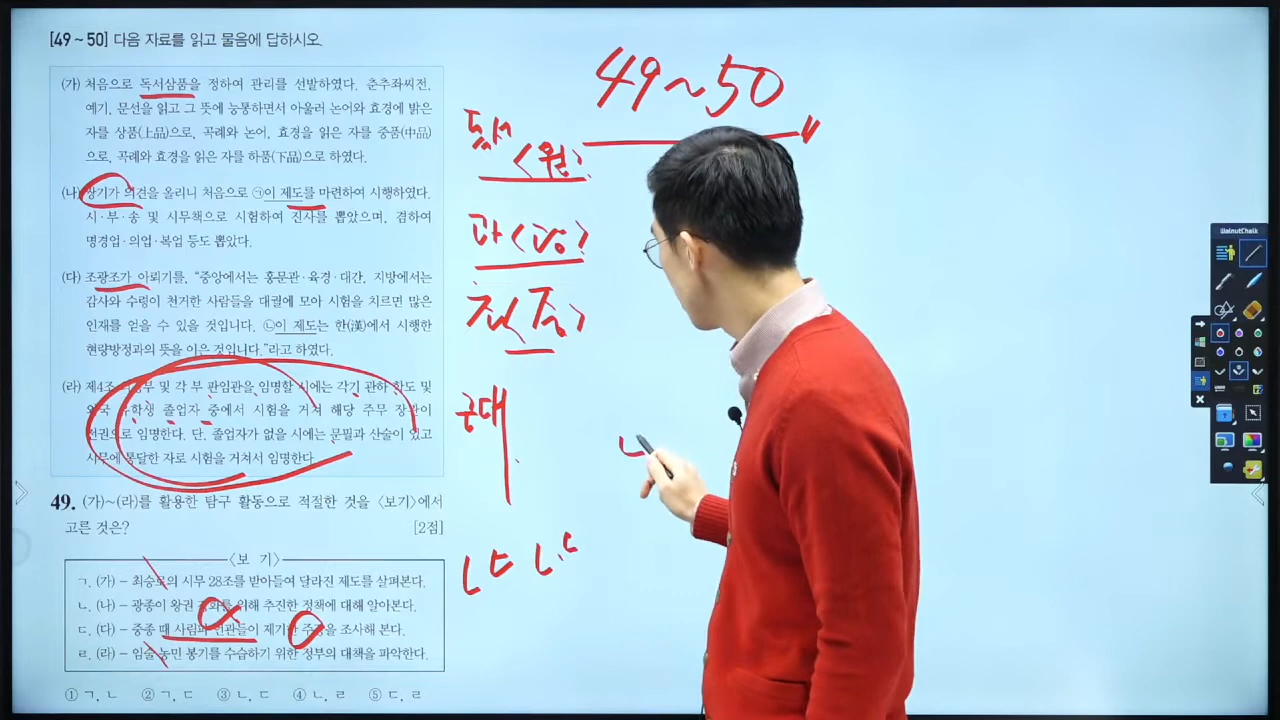 [49~50] 다음 자료를 읽고 물음에 답하시오.
(가) 처음으로 독서삼품을 정하여 관리를 선발하였다. 춘추좌씨전,
예기, 문선을 읽고 그 뜻에 능통하면서 아울러 논어와 효경에 밝은
자를 상품(上品)으로, 곡례와 논어, 효경을 읽은 자를 중품(中品)
으로, 곡례와 효경을 읽은 자를 하품(下品)으로 하였다.
(나) 쌍기가 의견을 올리니 처음으로 ㉠이 제도를 마련하여 시행하였다.
시·부·송 및 시무책으로 시험하여 진사를 뽑았으며, 겸하여
명경업·의업·복업 등도 뽑았다.
(다) 조광조가 아뢰기를, “중앙에서는 홍문관·육경·대간, 지방에서는
감사와 수령이 천거한 사람들을 대궐에 모아 시험을 치르면 많은
인재를 얻을 수 있을 것입니다. ㉡이 제도는 한(漢)에서 시행한
현량방정과의 뜻을 이은 것입니다.”라고 하였다.
(라) 제4조 및 각 부 판임관을 임명할 시에는 각기 관하 학도 및
외국 유학생 졸업자 중에서 시험을 거쳐 해당 주무 장관이
전권으로 임명한다. 단, 졸업자가 없을 시에는 문필과 산술이 있고
시무에 통달한 자로 시험을 거쳐서 임명한다.
49. (가)~(라)를 활용한 탐구 활동으로 적절한 것을 〈보기〉에서
고른 것은? [2점]
〈보 기〉
ㄱ. (가) - 최승로의 시무 28조를 받아들여 달라진 제도를 살펴본다.
ㄴ. (나) - 광종이 왕권 강화를 위해 추진한 정책에 대해 알아본다.
ㄷ. (다) - 중종 때 사림파 언관들이 제기한 주장을 조사해 본다.
ㄹ. (라) - 임술 농민 봉기를 수습하기 위한 정부의 대책을 파악한다.
① ㄱ, ㄴ ② ㄱ, ㄷ ③ ㄴ, ㄷ ④ ㄴ, ㄹ ⑤ ㄷ, ㄹ
49~50
<원>
과<광>
근대
ㄴㄷ ㄴㄷ
ㄴ
WalnutChalk